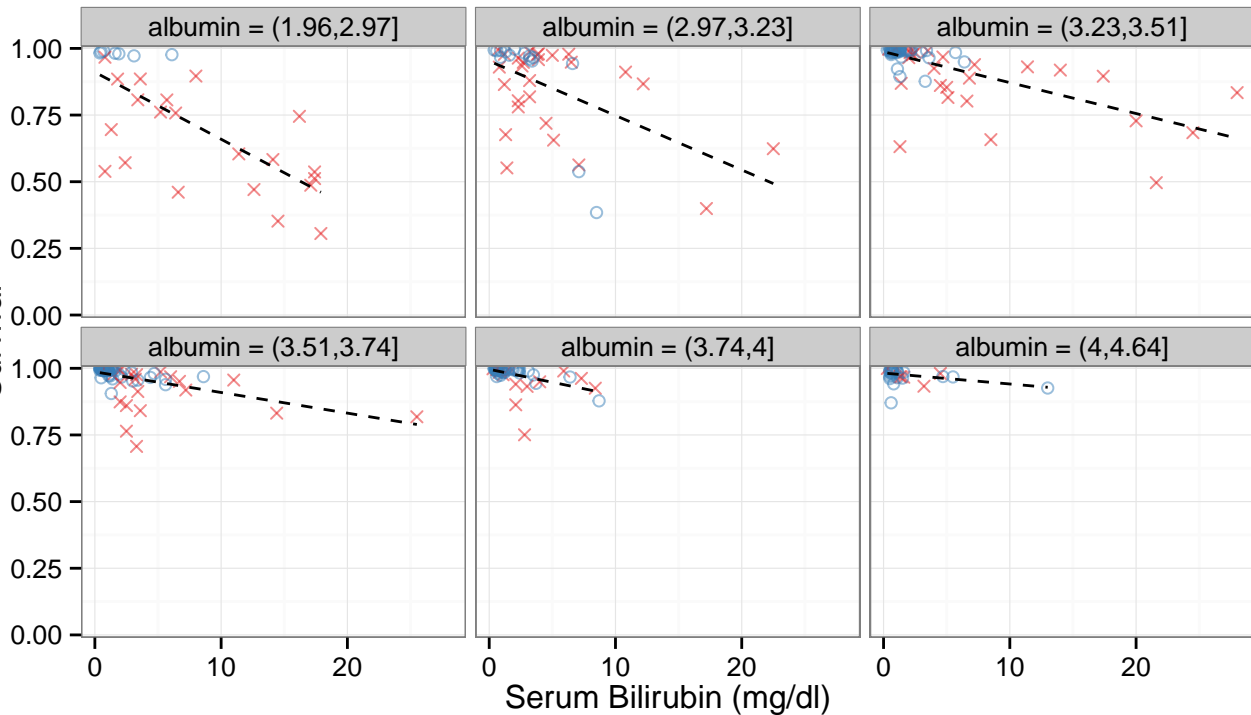 albumin = (1.96,2.97]
albumin = (2.97,3.23]
albumin = (3.23,3.51]
1.00
0.75
0.50
0.25
0.00
albumin = (3.51,3.74]
albumin = (3.74,4]
albumin = (4,4.64]
1.00
0.75
0.50
0.25
0.00
0 10 20
0 10 20
0 10 20
Serum Bilirubin (mg/dl)